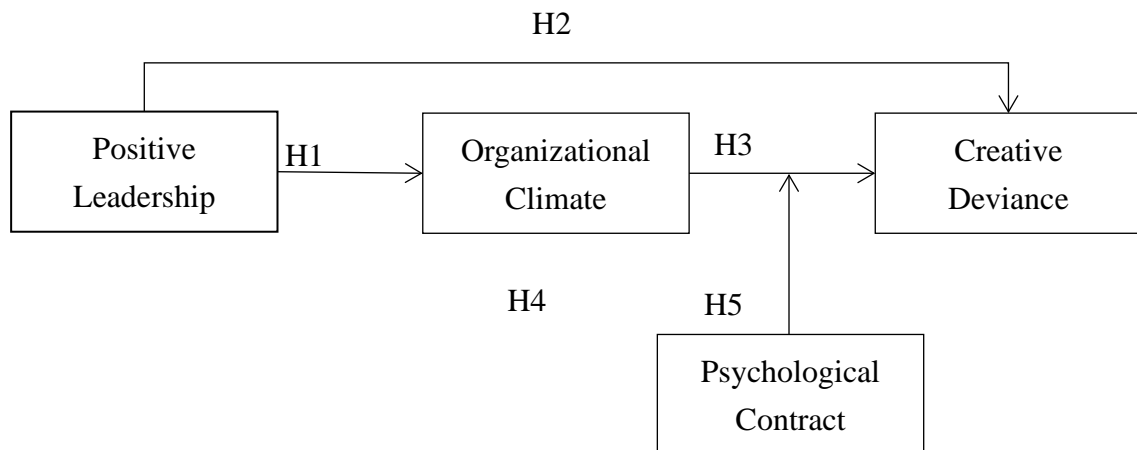 H2
Positive
Leadership
H1
Organizational
Climate
H3
Creative
Deviance
H4
H5
Psychological
Contract